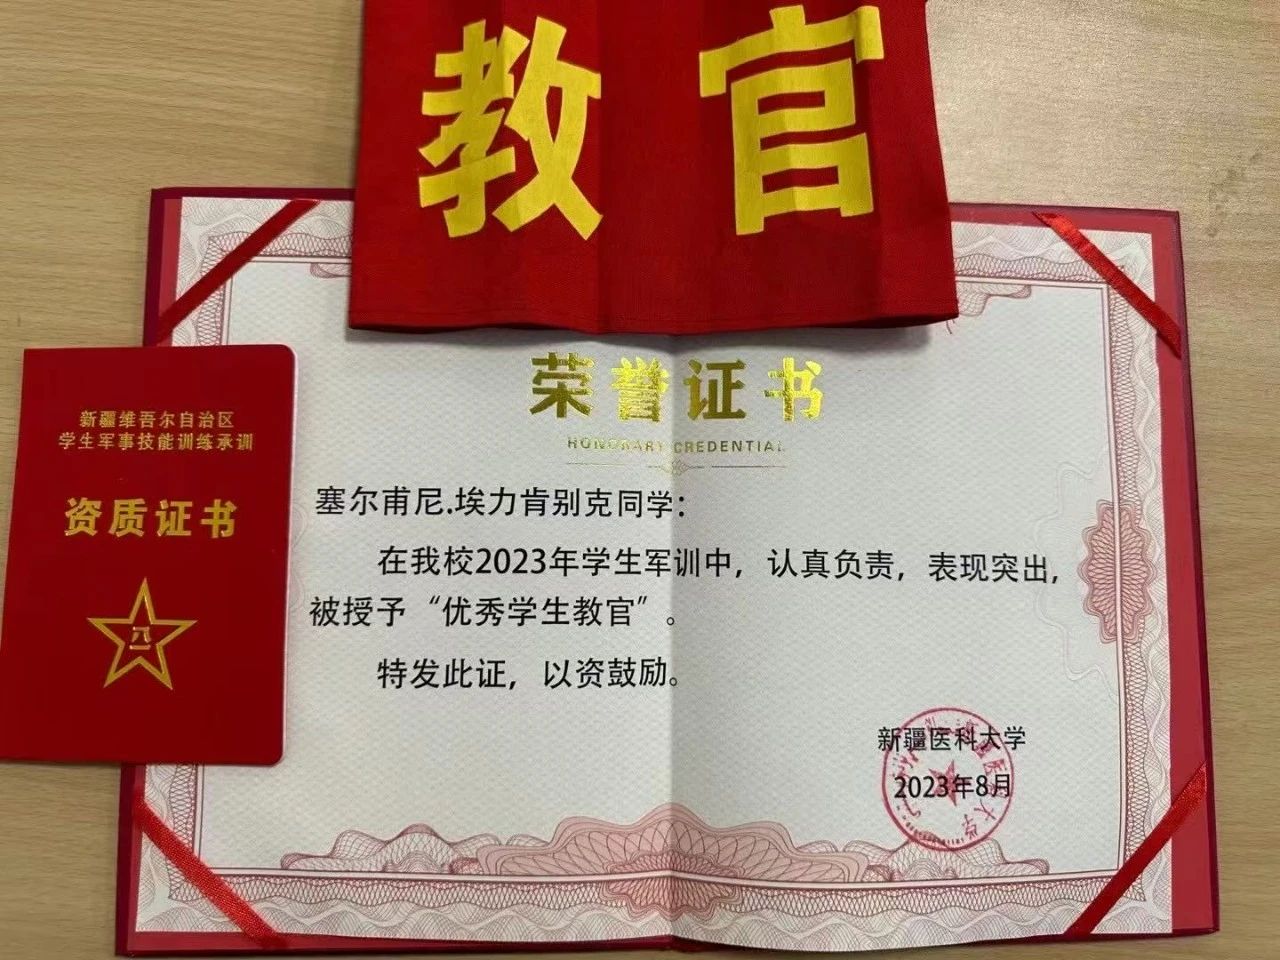 教官
新疆维吾尔自治区
学生军事技能训练承训
资质证书
八一
荣誉证书
HONORARY CREDENTIAL
塞尔甫尼.埃力肯别克同学：
在我校2023年学生军训中，认真负责，表现突出，
被授予“优秀学生教官”。
特发此证，以资鼓励。
新疆医科大学
2023年8月